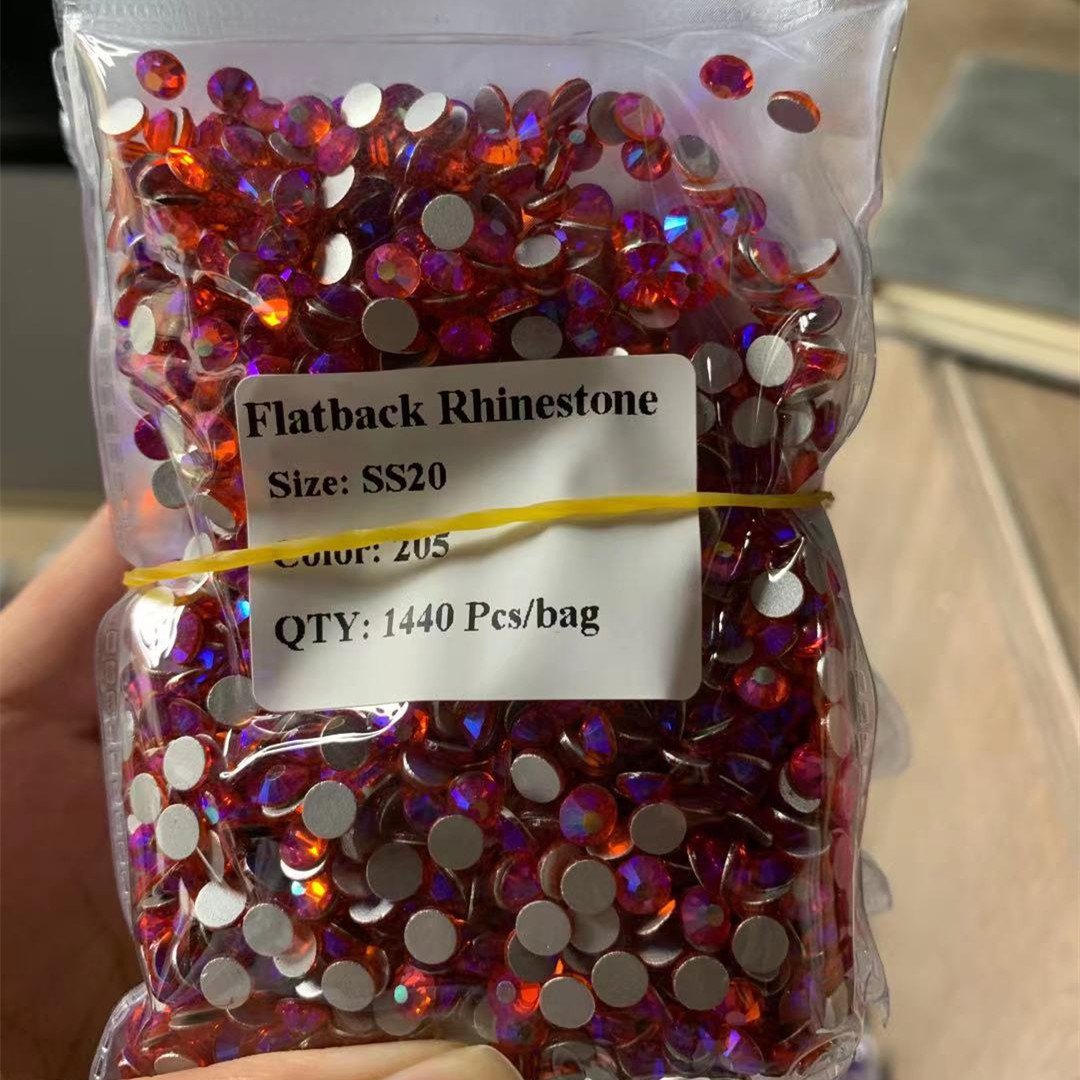 Flatback Rhinestone
Size: SS20
Color: 205
QTY: 1440 Pcs/bag